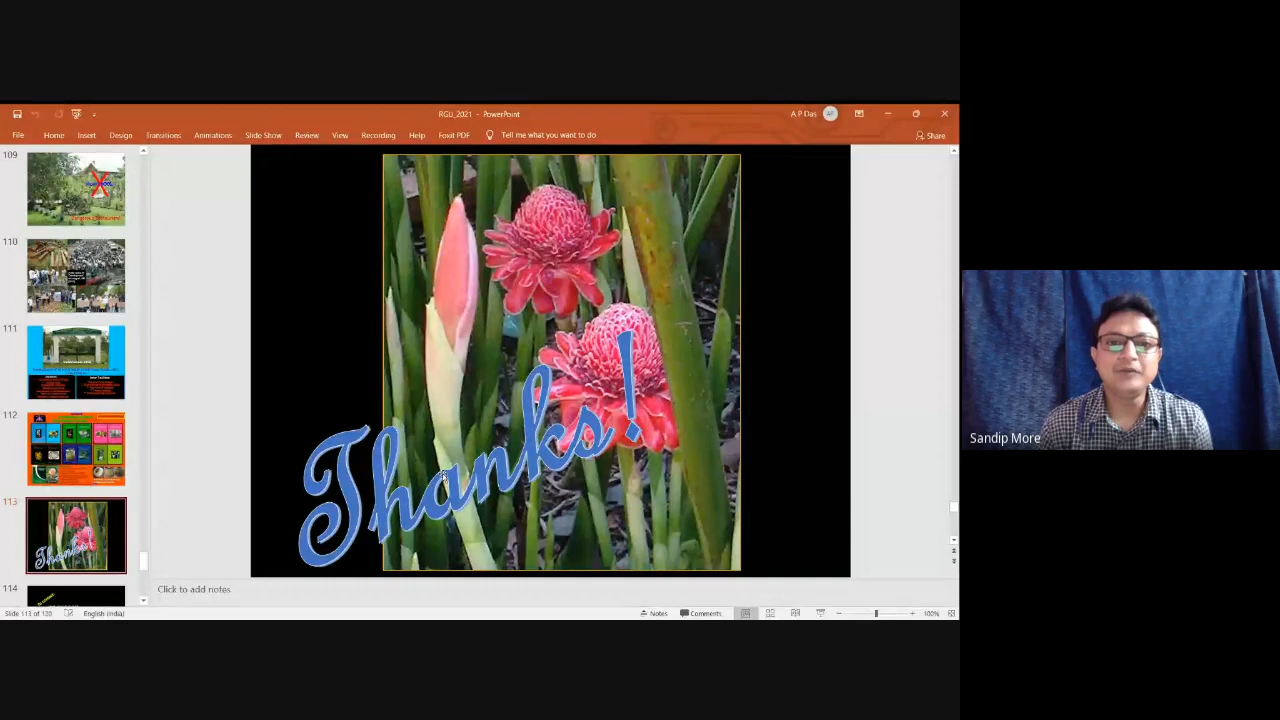 RGU_2021 - PowerPoint
A P Das
AP
File Home Insert Design Transitions Animations Slide Show Review View Recording Help Foxit PDF Tell me what you want to do
Share
109
110
111
112
113
114
Thanks!
Thanks!
Click to add notes
Slide 113 of 120 English (India)
Notes Comments 100%
Sandip More